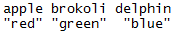 apple brokoli delphin
"red" "green" "blue"